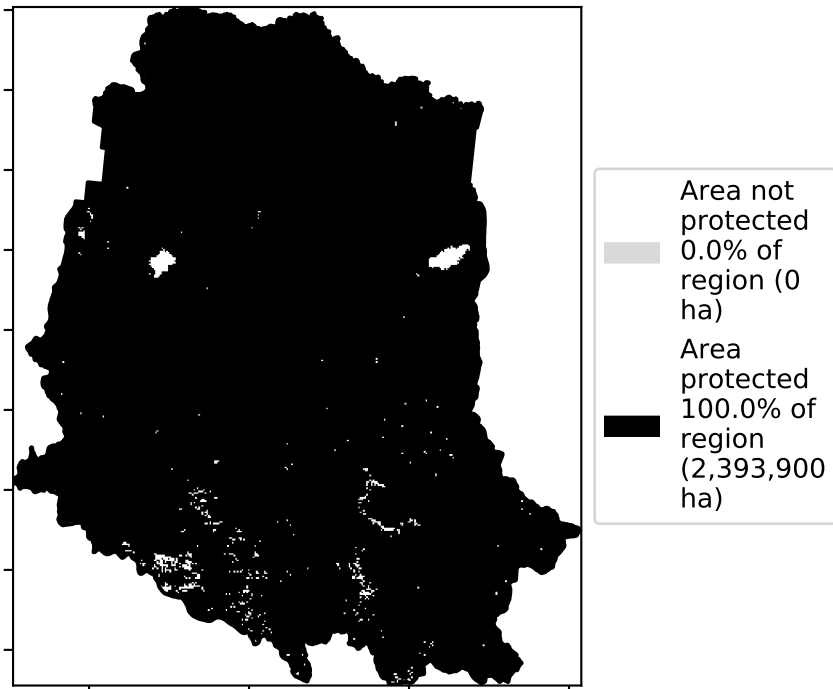 Area not
protected
0.0% of
region (0
ha)
Area
protected
100.0% of
region
(2,393,900
ha)